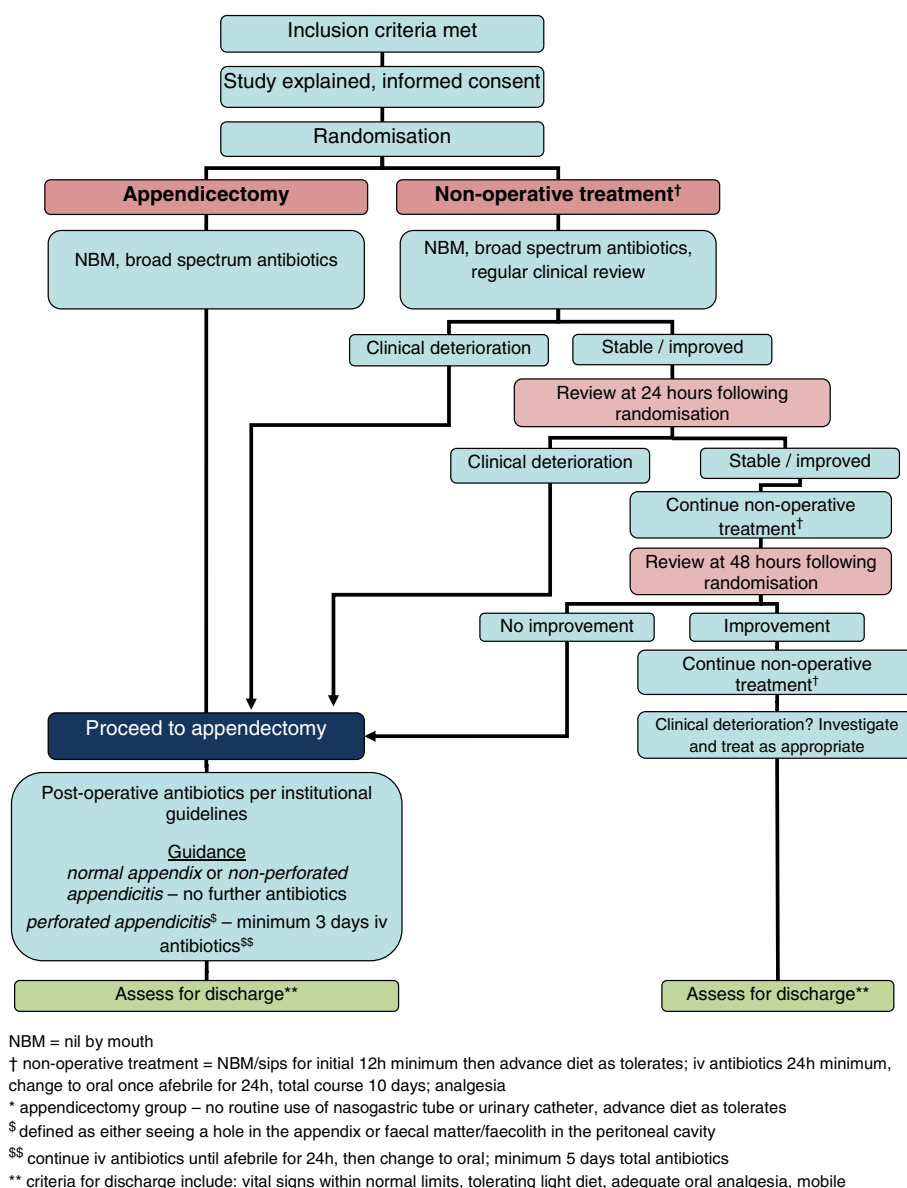 Inclusion criteria met
Study explained, informed consent
Randomisation
Appendicectomy
Non-operative treatment†
NBM, broad spectrum antibiotics
NBM, broad spectrum antibiotics,
regular clinical review
Clinical deterioration
Stable / improved
Review at 24 hours following
randomisation
Clinical deterioration
Stable / improved
Continue non-operative
treatment†
Review at 48 hours following
randomisation
No improvement
Improvement
Continue non-operative
treatment†
Proceed to appendectomy
Clinical deterioration? Investigate
and treat as appropriate
Post-operative antibiotics per institutional
guidelines
Guidance
normal appendix or non-perforated
appendicitis – no further antibiotics
perforated appendicitis$ – minimum 3 days iv
antibiotics$$
Assess for discharge**
Assess for discharge**
NBM = nil by mouth
† non-operative treatment = NBM/sips for initial 12h minimum then advance diet as tolerates; iv antibiotics 24h minimum,
change to oral once afebrile for 24h, total course 10 days; analgesia
* appendicectomy group – no routine use of nasogastric tube or urinary catheter, advance diet as tolerates
$ defined as either seeing a hole in the appendix or faecal matter/faecolith in the peritoneal cavity
$$ continue iv antibiotics until afebrile for 24h, then change to oral; minimum 5 days total antibiotics
** criteria for discharge include: vital signs within normal limits, tolerating light diet, adequate oral analgesia, mobile